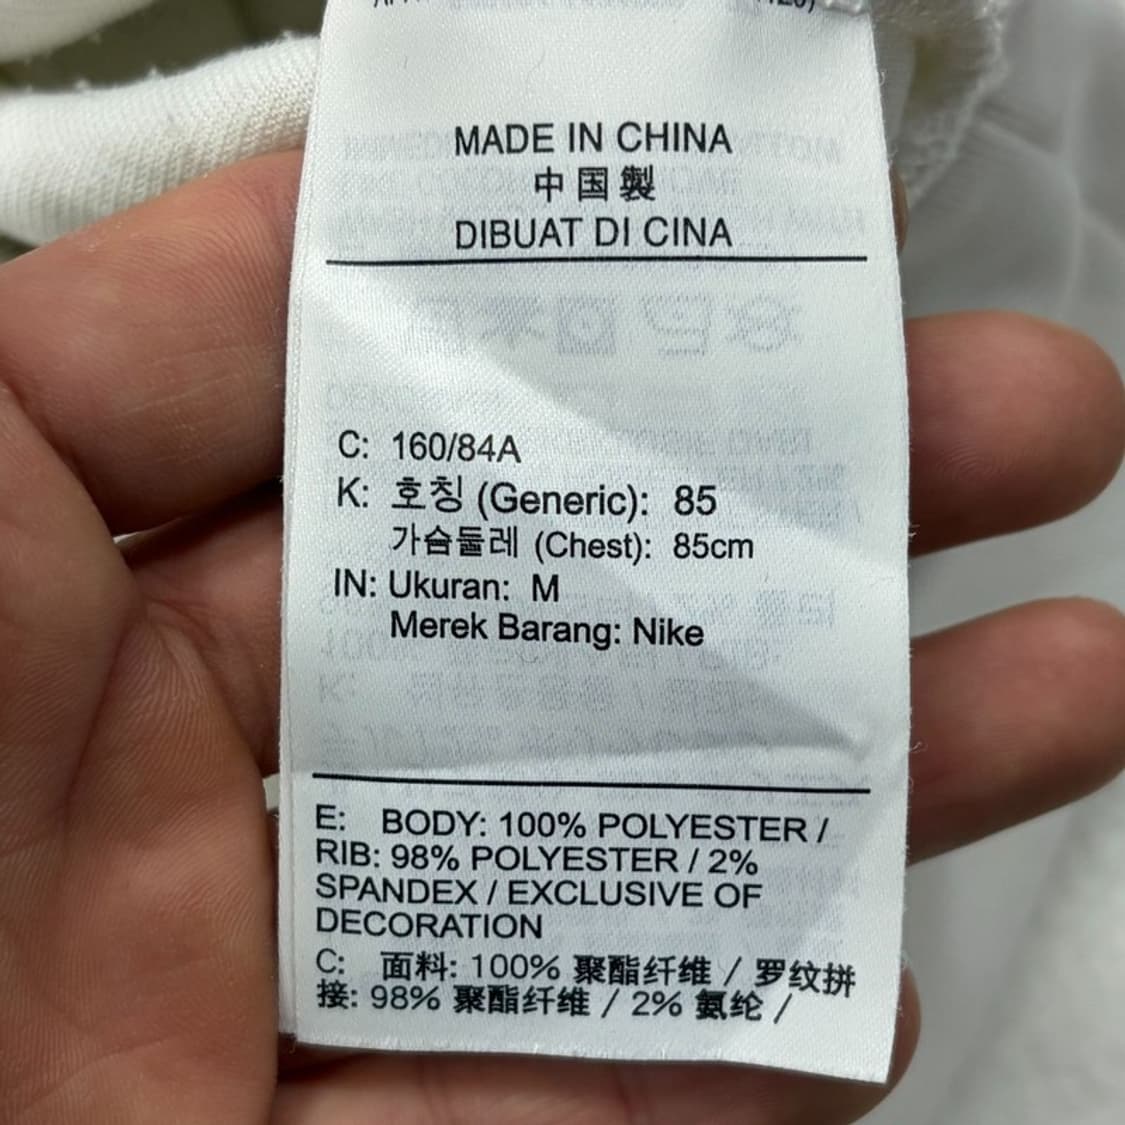 MADE IN CHINA
中国製
DIBUAT DI CINA
C: 160/84A
K: 호칭 (Generic): 85
가슴둘레 (Chest): 85cm
IN: Ukuran: M
Merek Barang: Nike
E: BODY: 100% POLYESTER /
RIB: 98% POLYESTER / 2%
SPANDEX / EXCLUSIVE OF
DECORATION
C: 面料: 100% 聚酯纤维 / 罗纹拼
接: 98% 聚酯纤维 / 2% 氨纶 /